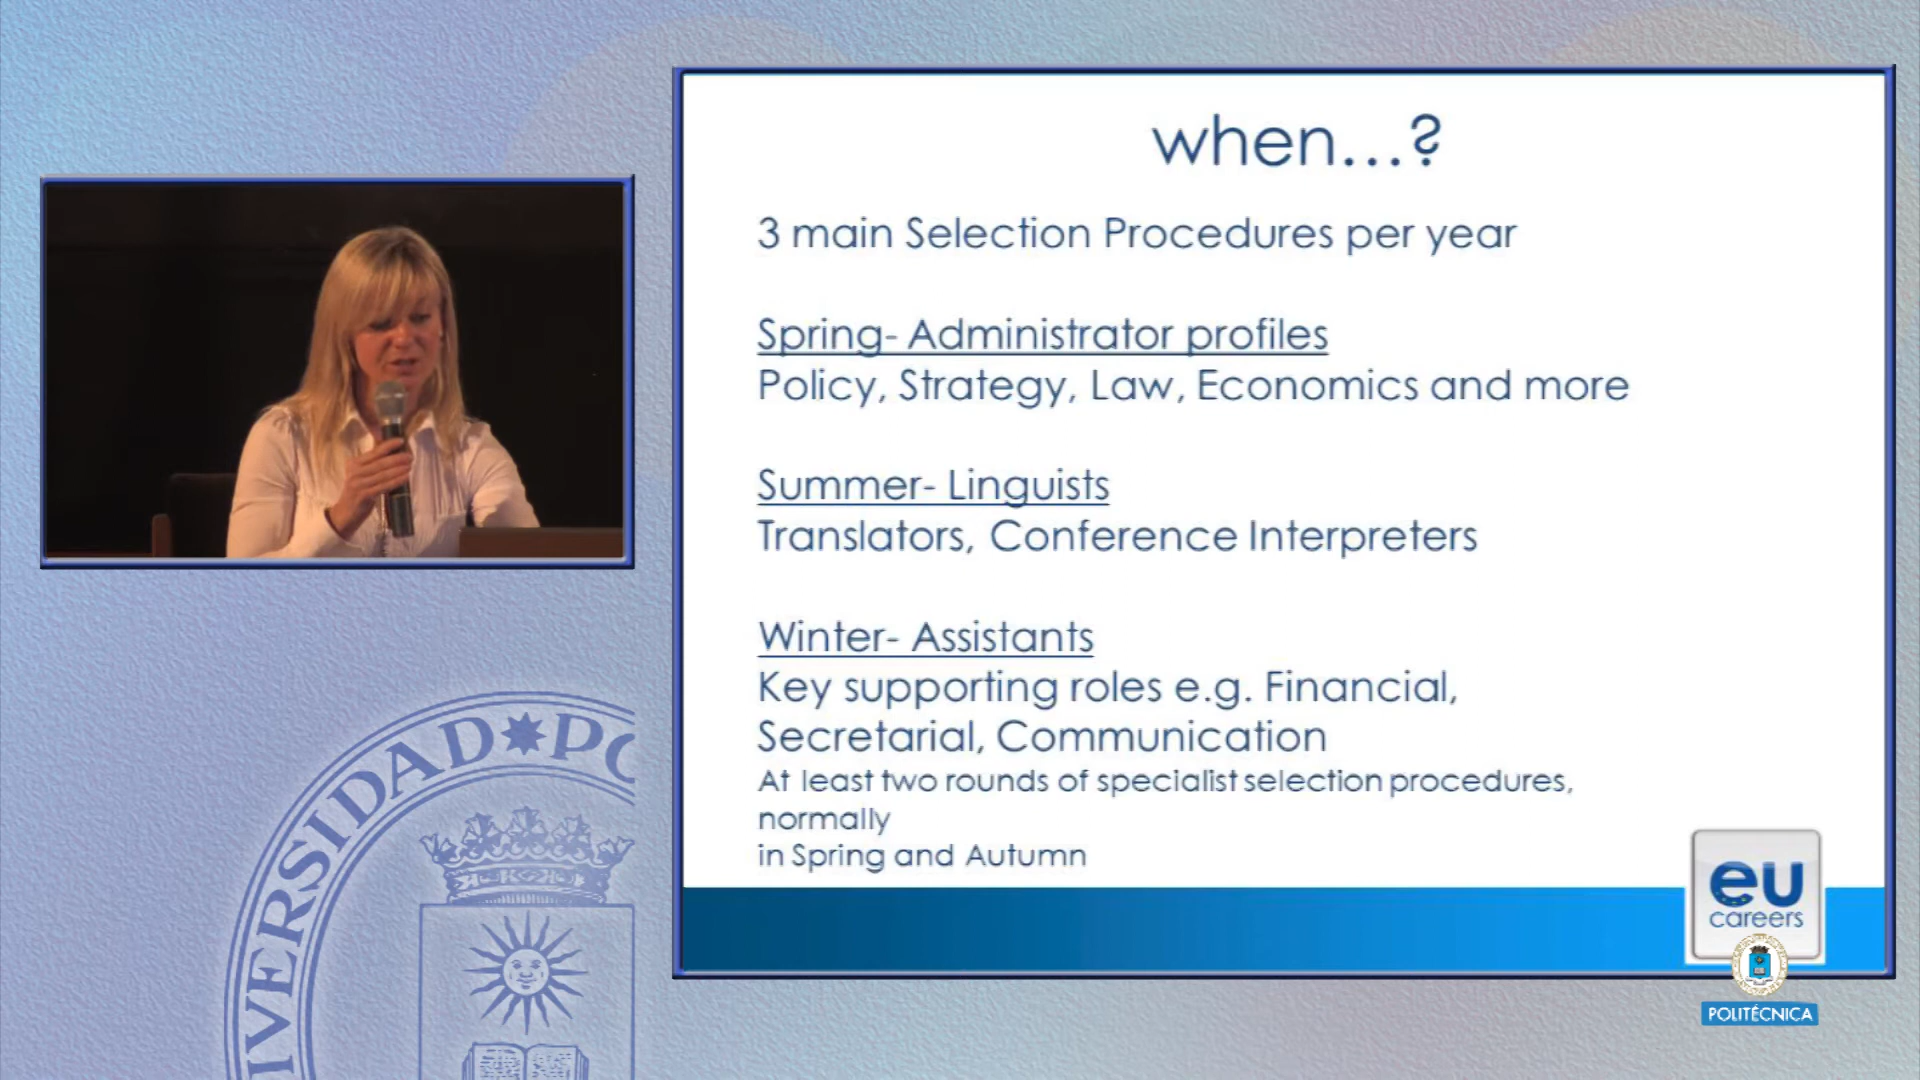 when...?
3 main Selection Procedures per year
Spring- Administrator profiles
Policy, Strategy, Law, Economics and more
Summer- Linguists
Translators, Conference Interpreters
Winter- Assistants
Key supporting roles e.g. Financial,
Secretarial, Communication
At least two rounds of specialist selection procedures,
normally
in Spring and Autumn
eu
careers
POLITÉCNICA
IVERSIDAD PO